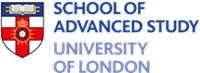 SCHOOL OF
ADVANCED STUDY
UNIVERSITY
OF LONDON